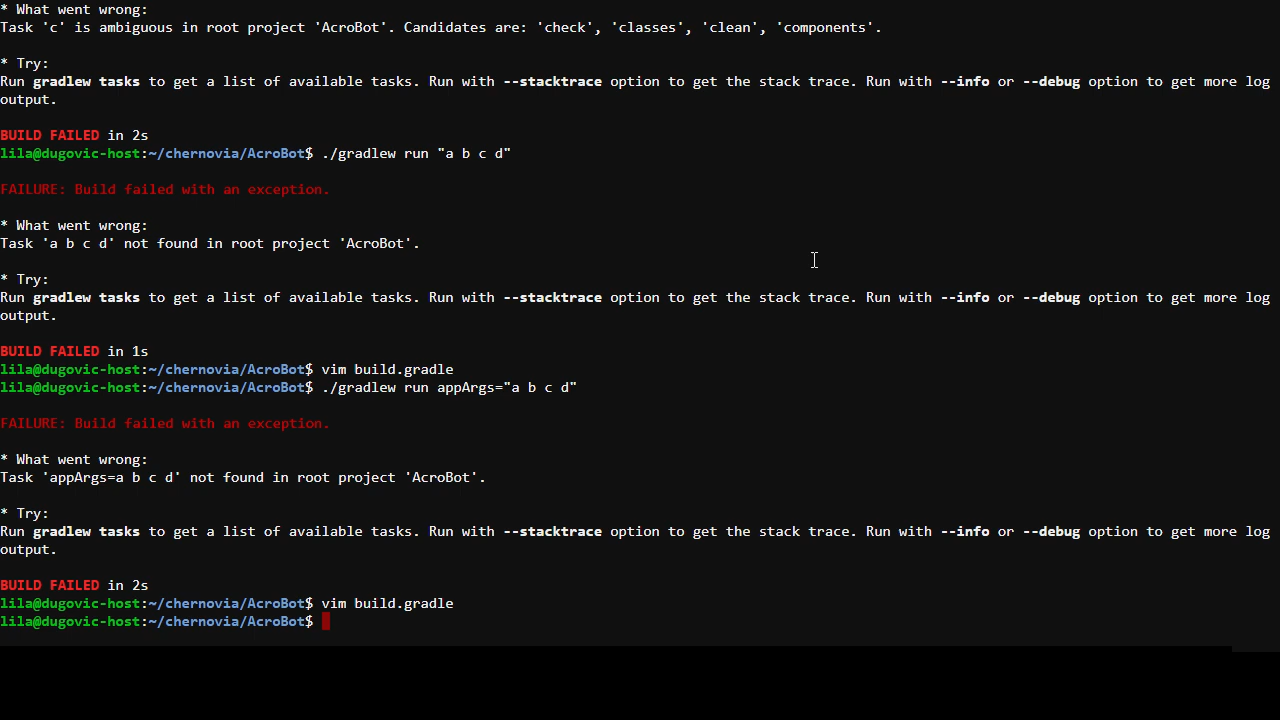 * What went wrong:
Task 'c' is ambiguous in root project 'AcroBot'. Candidates are: 'check', 'classes', 'clean', 'components'.
* Try:
Run gradlew tasks to get a list of available tasks. Run with --stacktrace option to get the stack trace. Run with --info or --debug option to get more log
output.
BUILD FAILED in 2s
lila@dugovic-host:~/chernovia/AcroBot$ ./gradlew run "a b c d"
FAILURE: Build failed with an exception.
* What went wrong:
Task 'a b c d' not found in root project 'AcroBot'.
* Try:
Run gradlew tasks to get a list of available tasks. Run with --stacktrace option to get the stack trace. Run with --info or --debug option to get more log
output.
BUILD FAILED in 1s
lila@dugovic-host:~/chernovia/AcroBot$ vim build.gradle
lila@dugovic-host:~/chernovia/AcroBot$ ./gradlew run appArgs="a b c d"
FAILURE: Build failed with an exception.
* What went wrong:
Task 'appArgs=a b c d' not found in root project 'AcroBot'.
* Try:
Run gradlew tasks to get a list of available tasks. Run with --stacktrace option to get the stack trace. Run with --info or --debug option to get more log
output.
BUILD FAILED in 2s
lila@dugovic-host:~/chernovia/AcroBot$ vim build.gradle
lila@dugovic-host:~/chernovia/AcroBot$